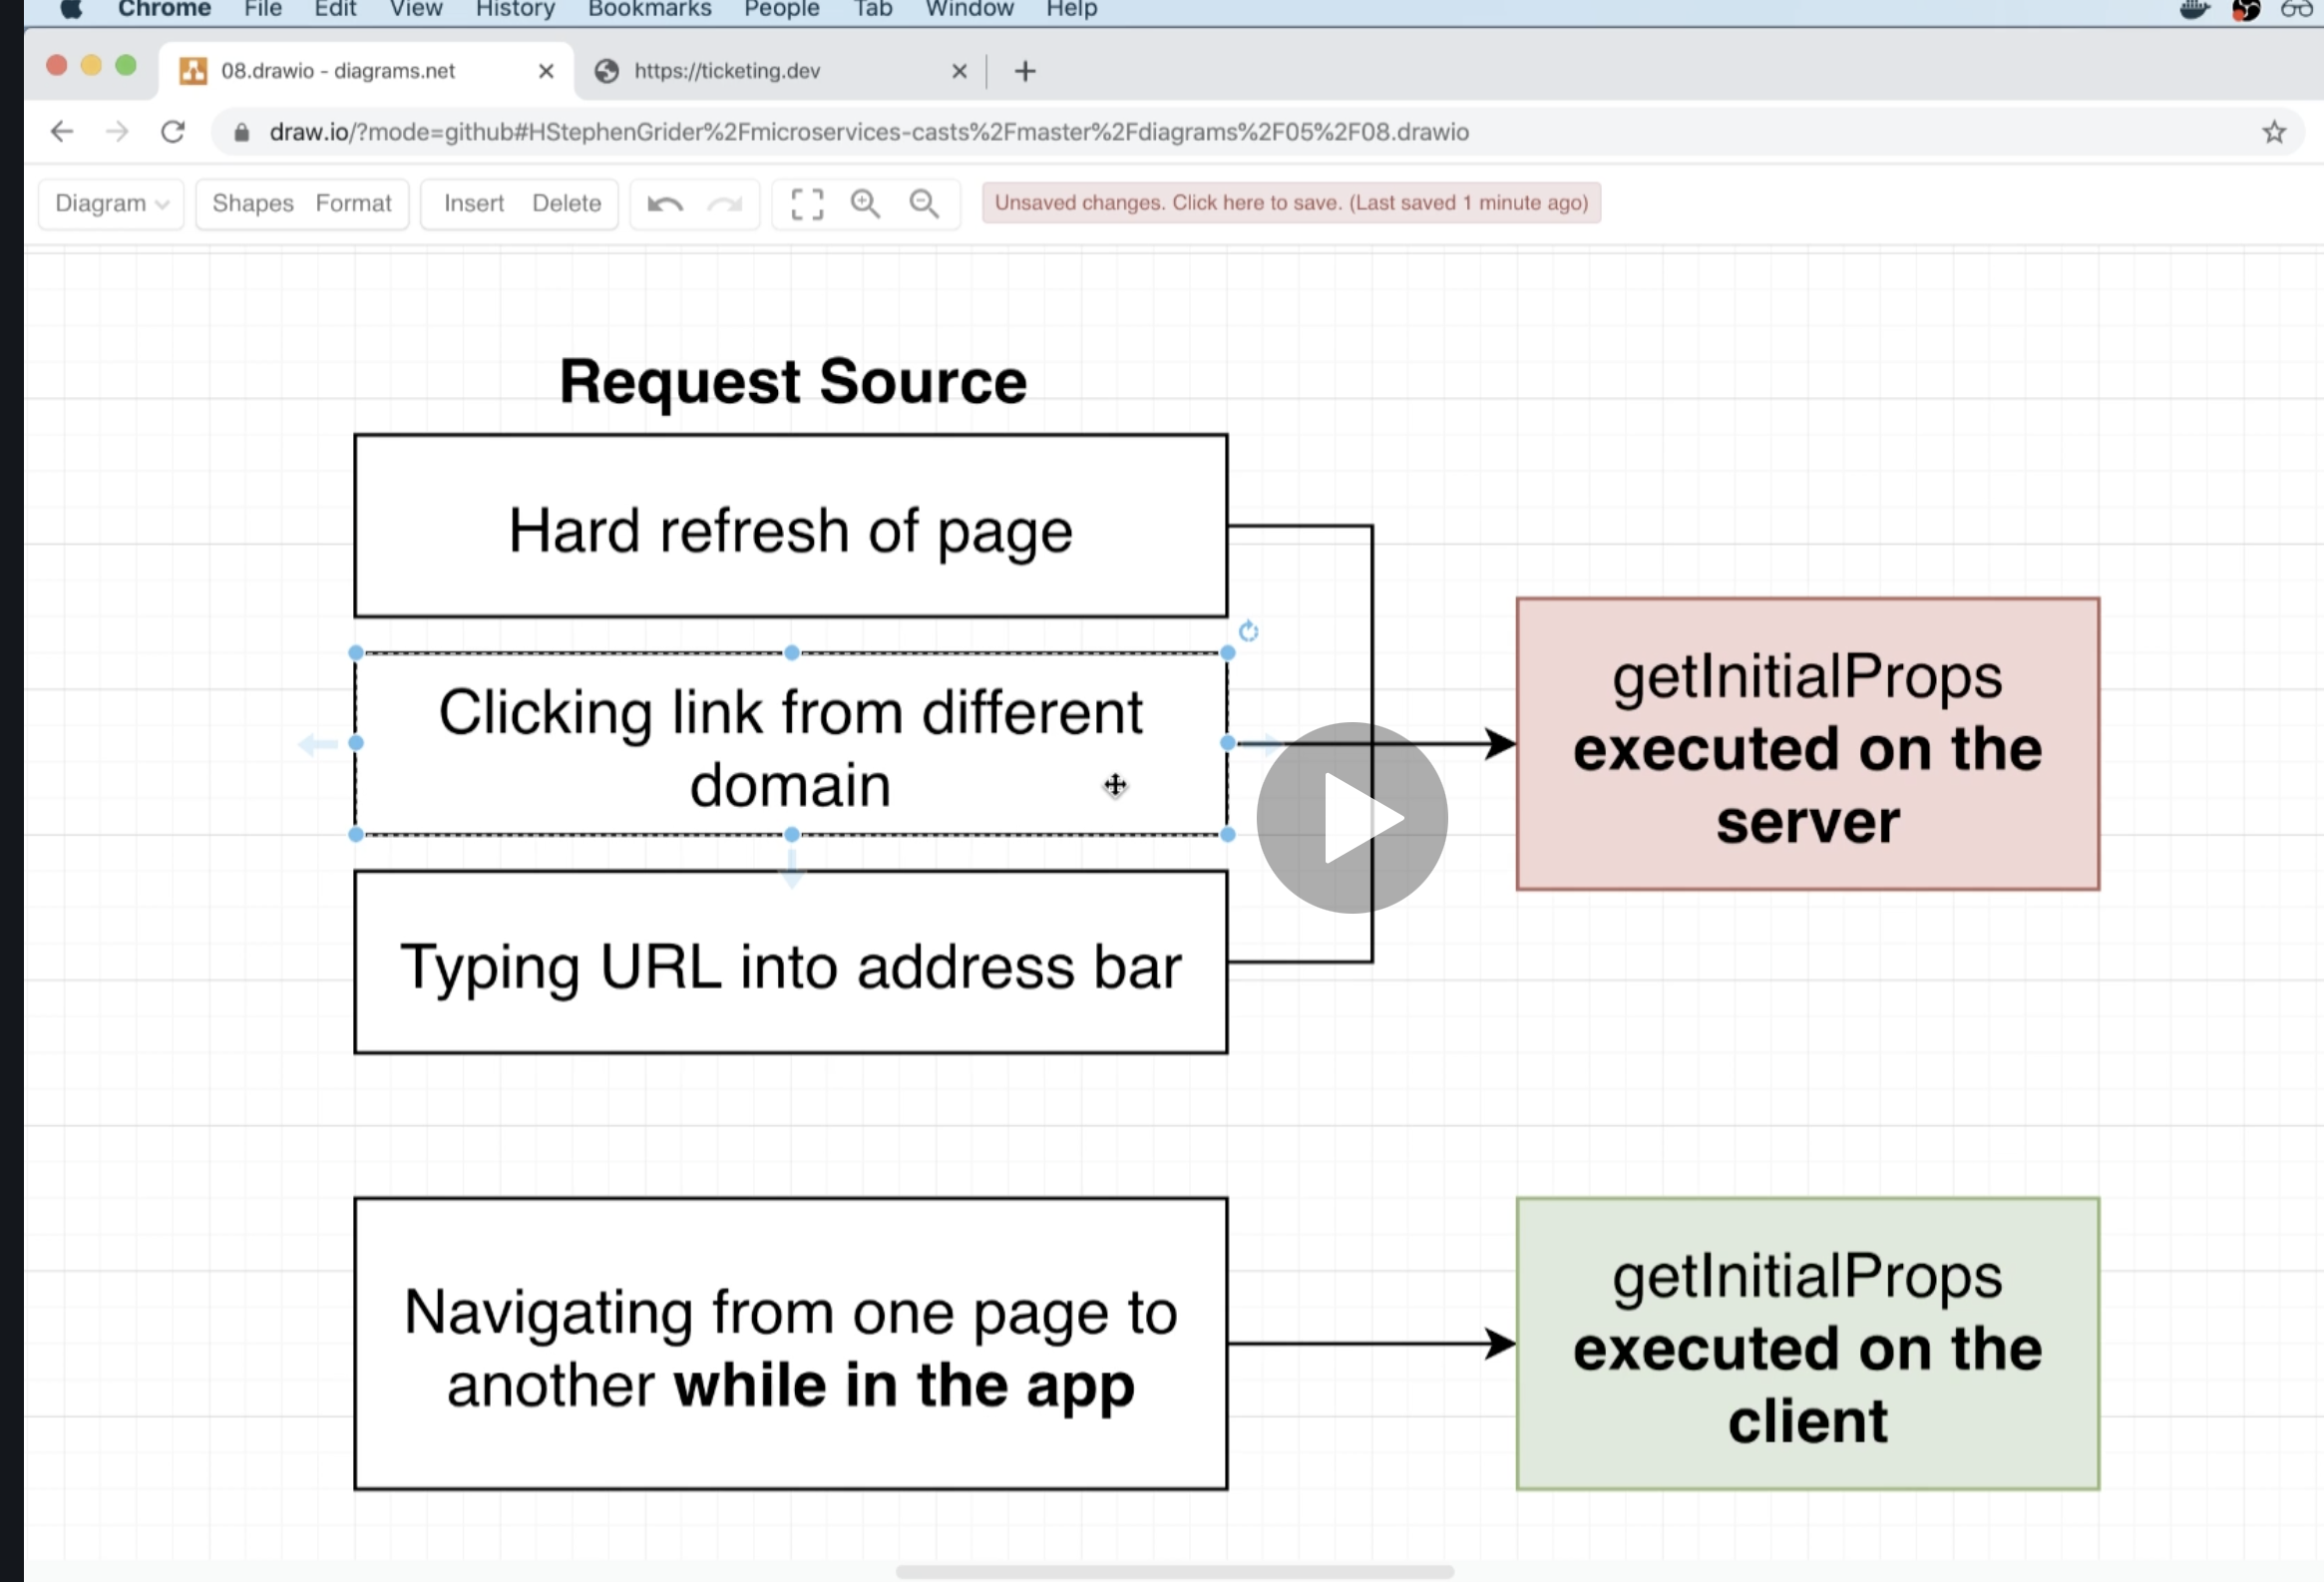 Chrome File Edit View History Bookmarks People Tab Window Help
08.drawio - diagrams.net
https://ticketing.dev
draw.io/?mode=github#HStephenGrider%2Fmicroservices-casts%2Fmaster%2Fdiagrams%2F05%2F08.drawio
Diagram Shapes Format Insert Delete Unsaved changes. Click here to save. (Last saved 1 minute ago)
Request Source
Hard refresh of page
Clicking link from different
domain
Typing URL into address bar
getInitialProps
executed on the
server
Navigating from one page to
another while in the app
getInitialProps
executed on the
client